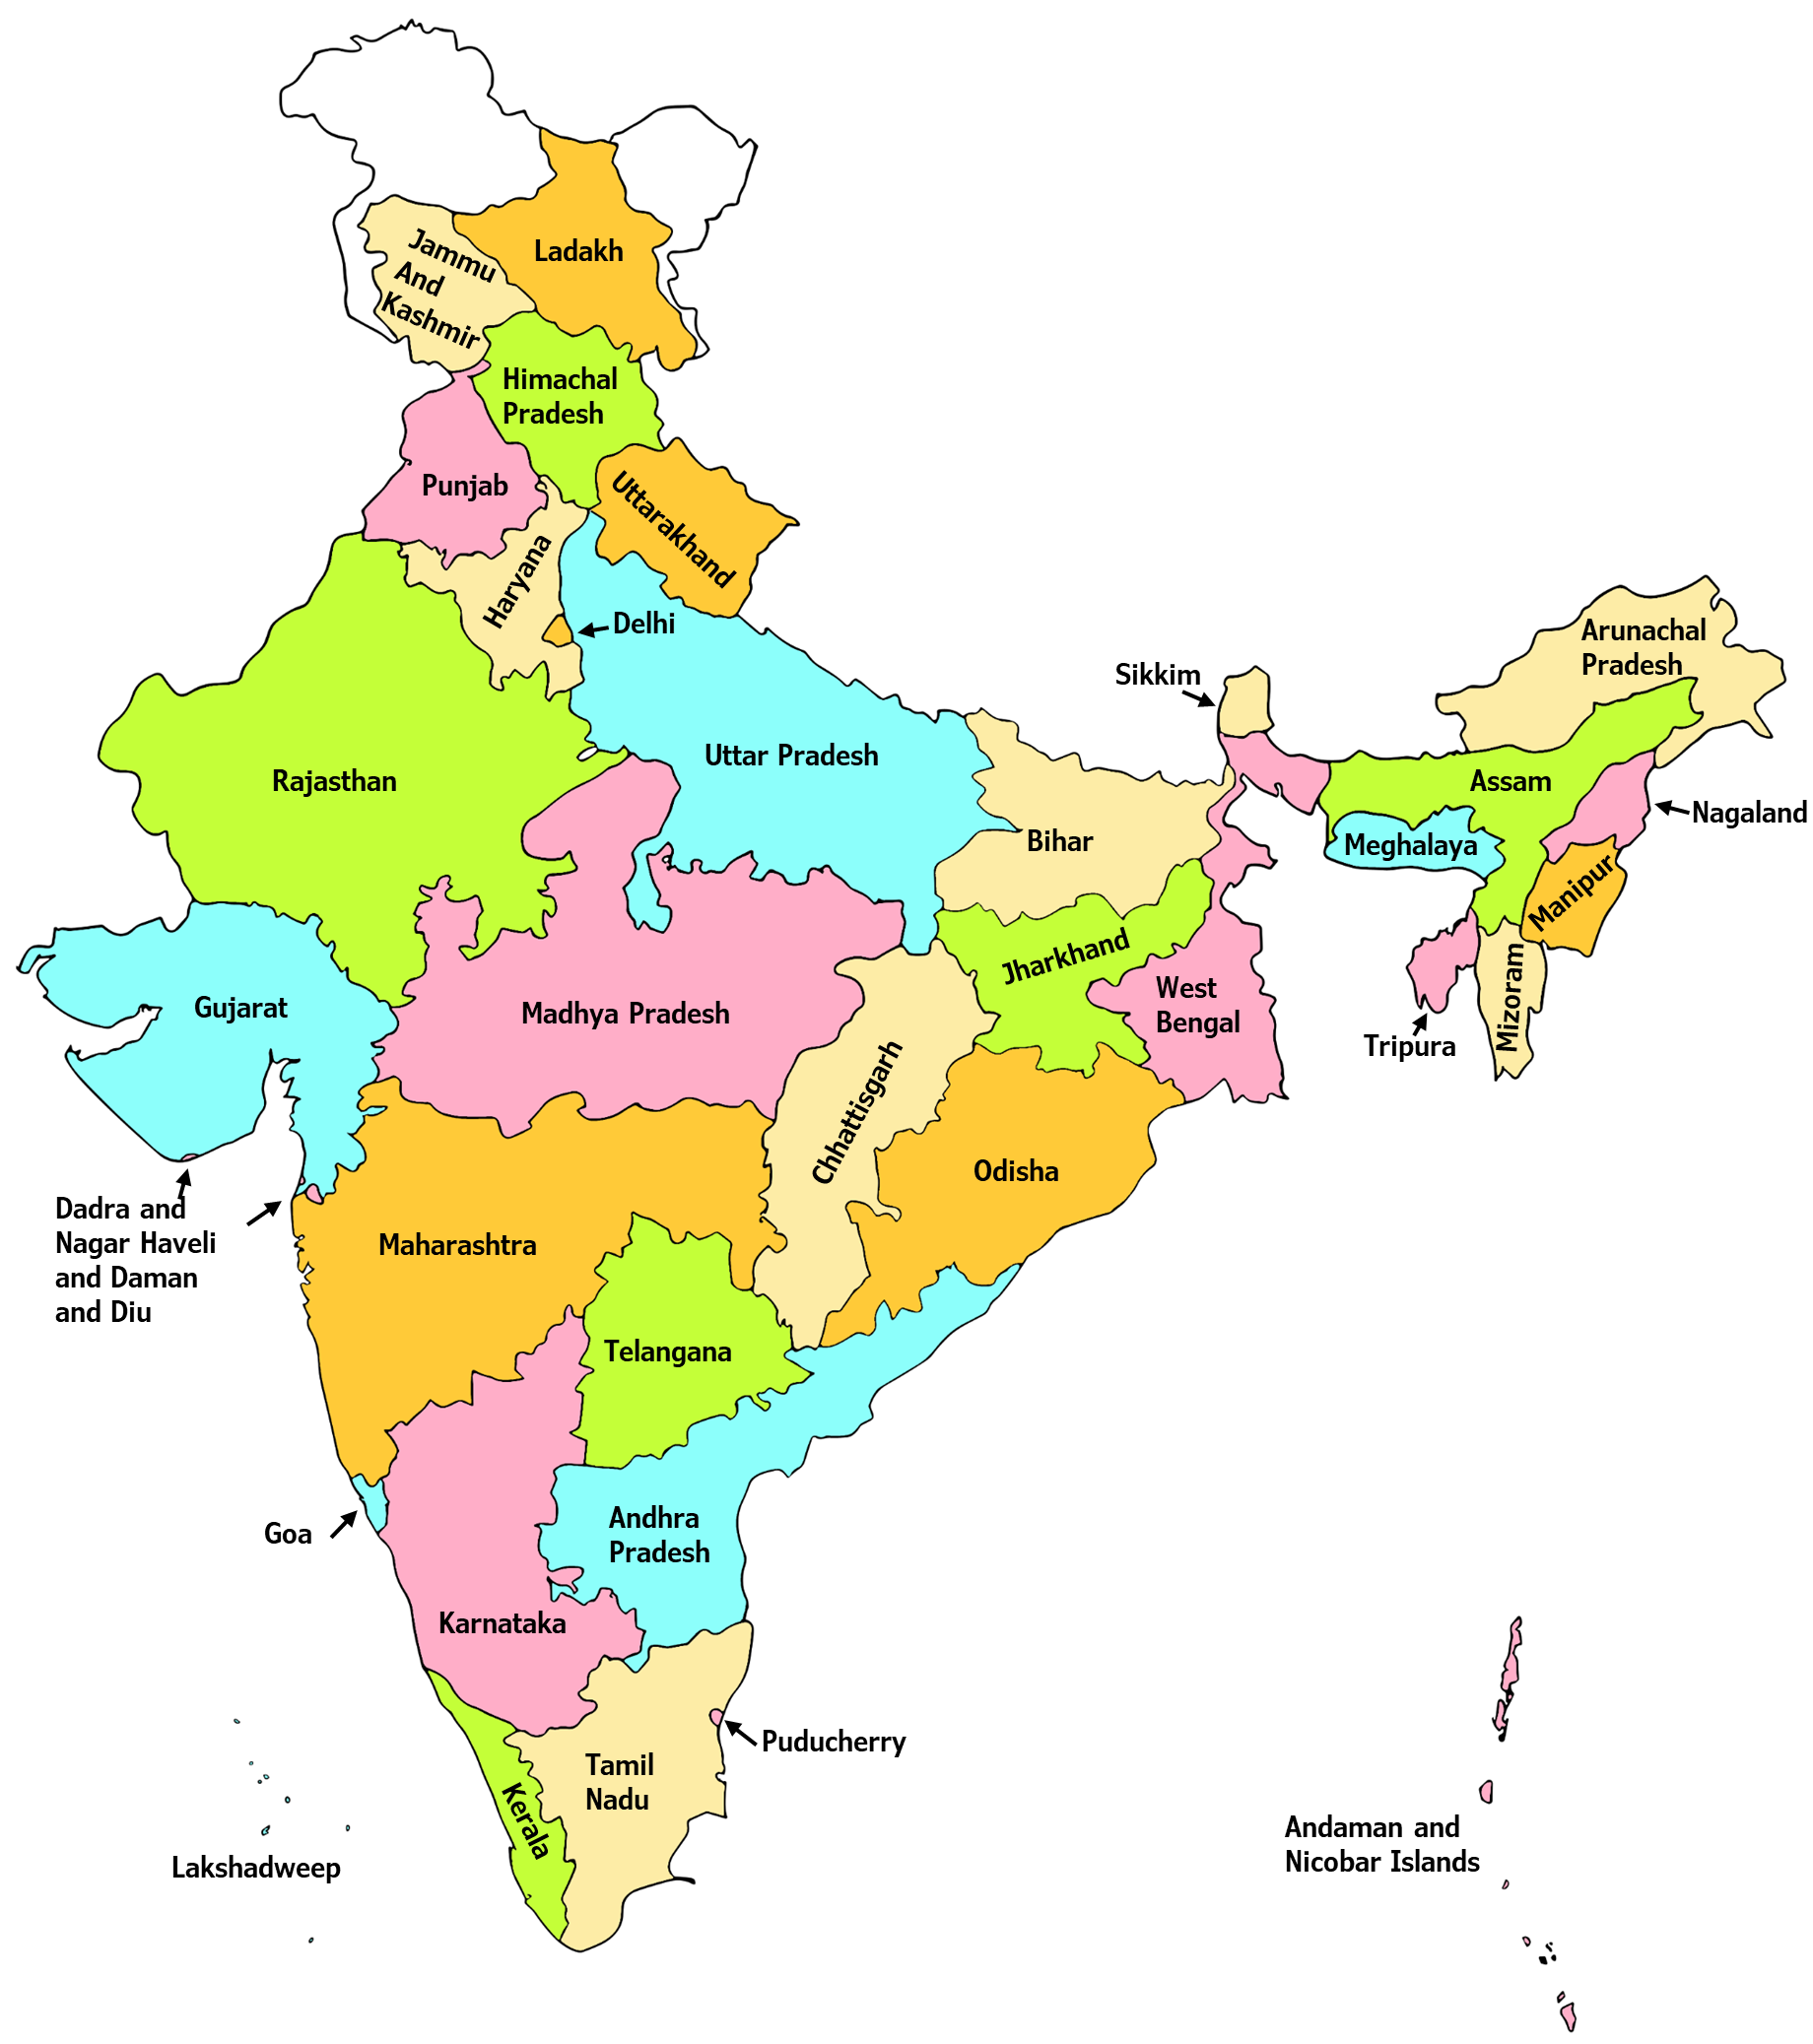 Jammu
And
Kashmir
Ladakh
Himachal
Pradesh
Punjab
Uttarakhand
Haryana
Delhi
Arunachal
Pradesh
Sikkim
Uttar Pradesh
Rajasthan
Assam
Nagaland
Bihar
Meghalaya
Manipur
Jharkhand
West
Bengal
Mizoram
Tripura
Gujarat
Madhya Pradesh
Chhattisgarh
Odisha
Dadra and
Nagar Haveli
and Daman
and Diu
Maharashtra
Telangana
Goa
Andhra
Pradesh
Karnataka
Puducherry
Tamil
Nadu
Kerala
Lakshadweep
Andaman and
Nicobar Islands